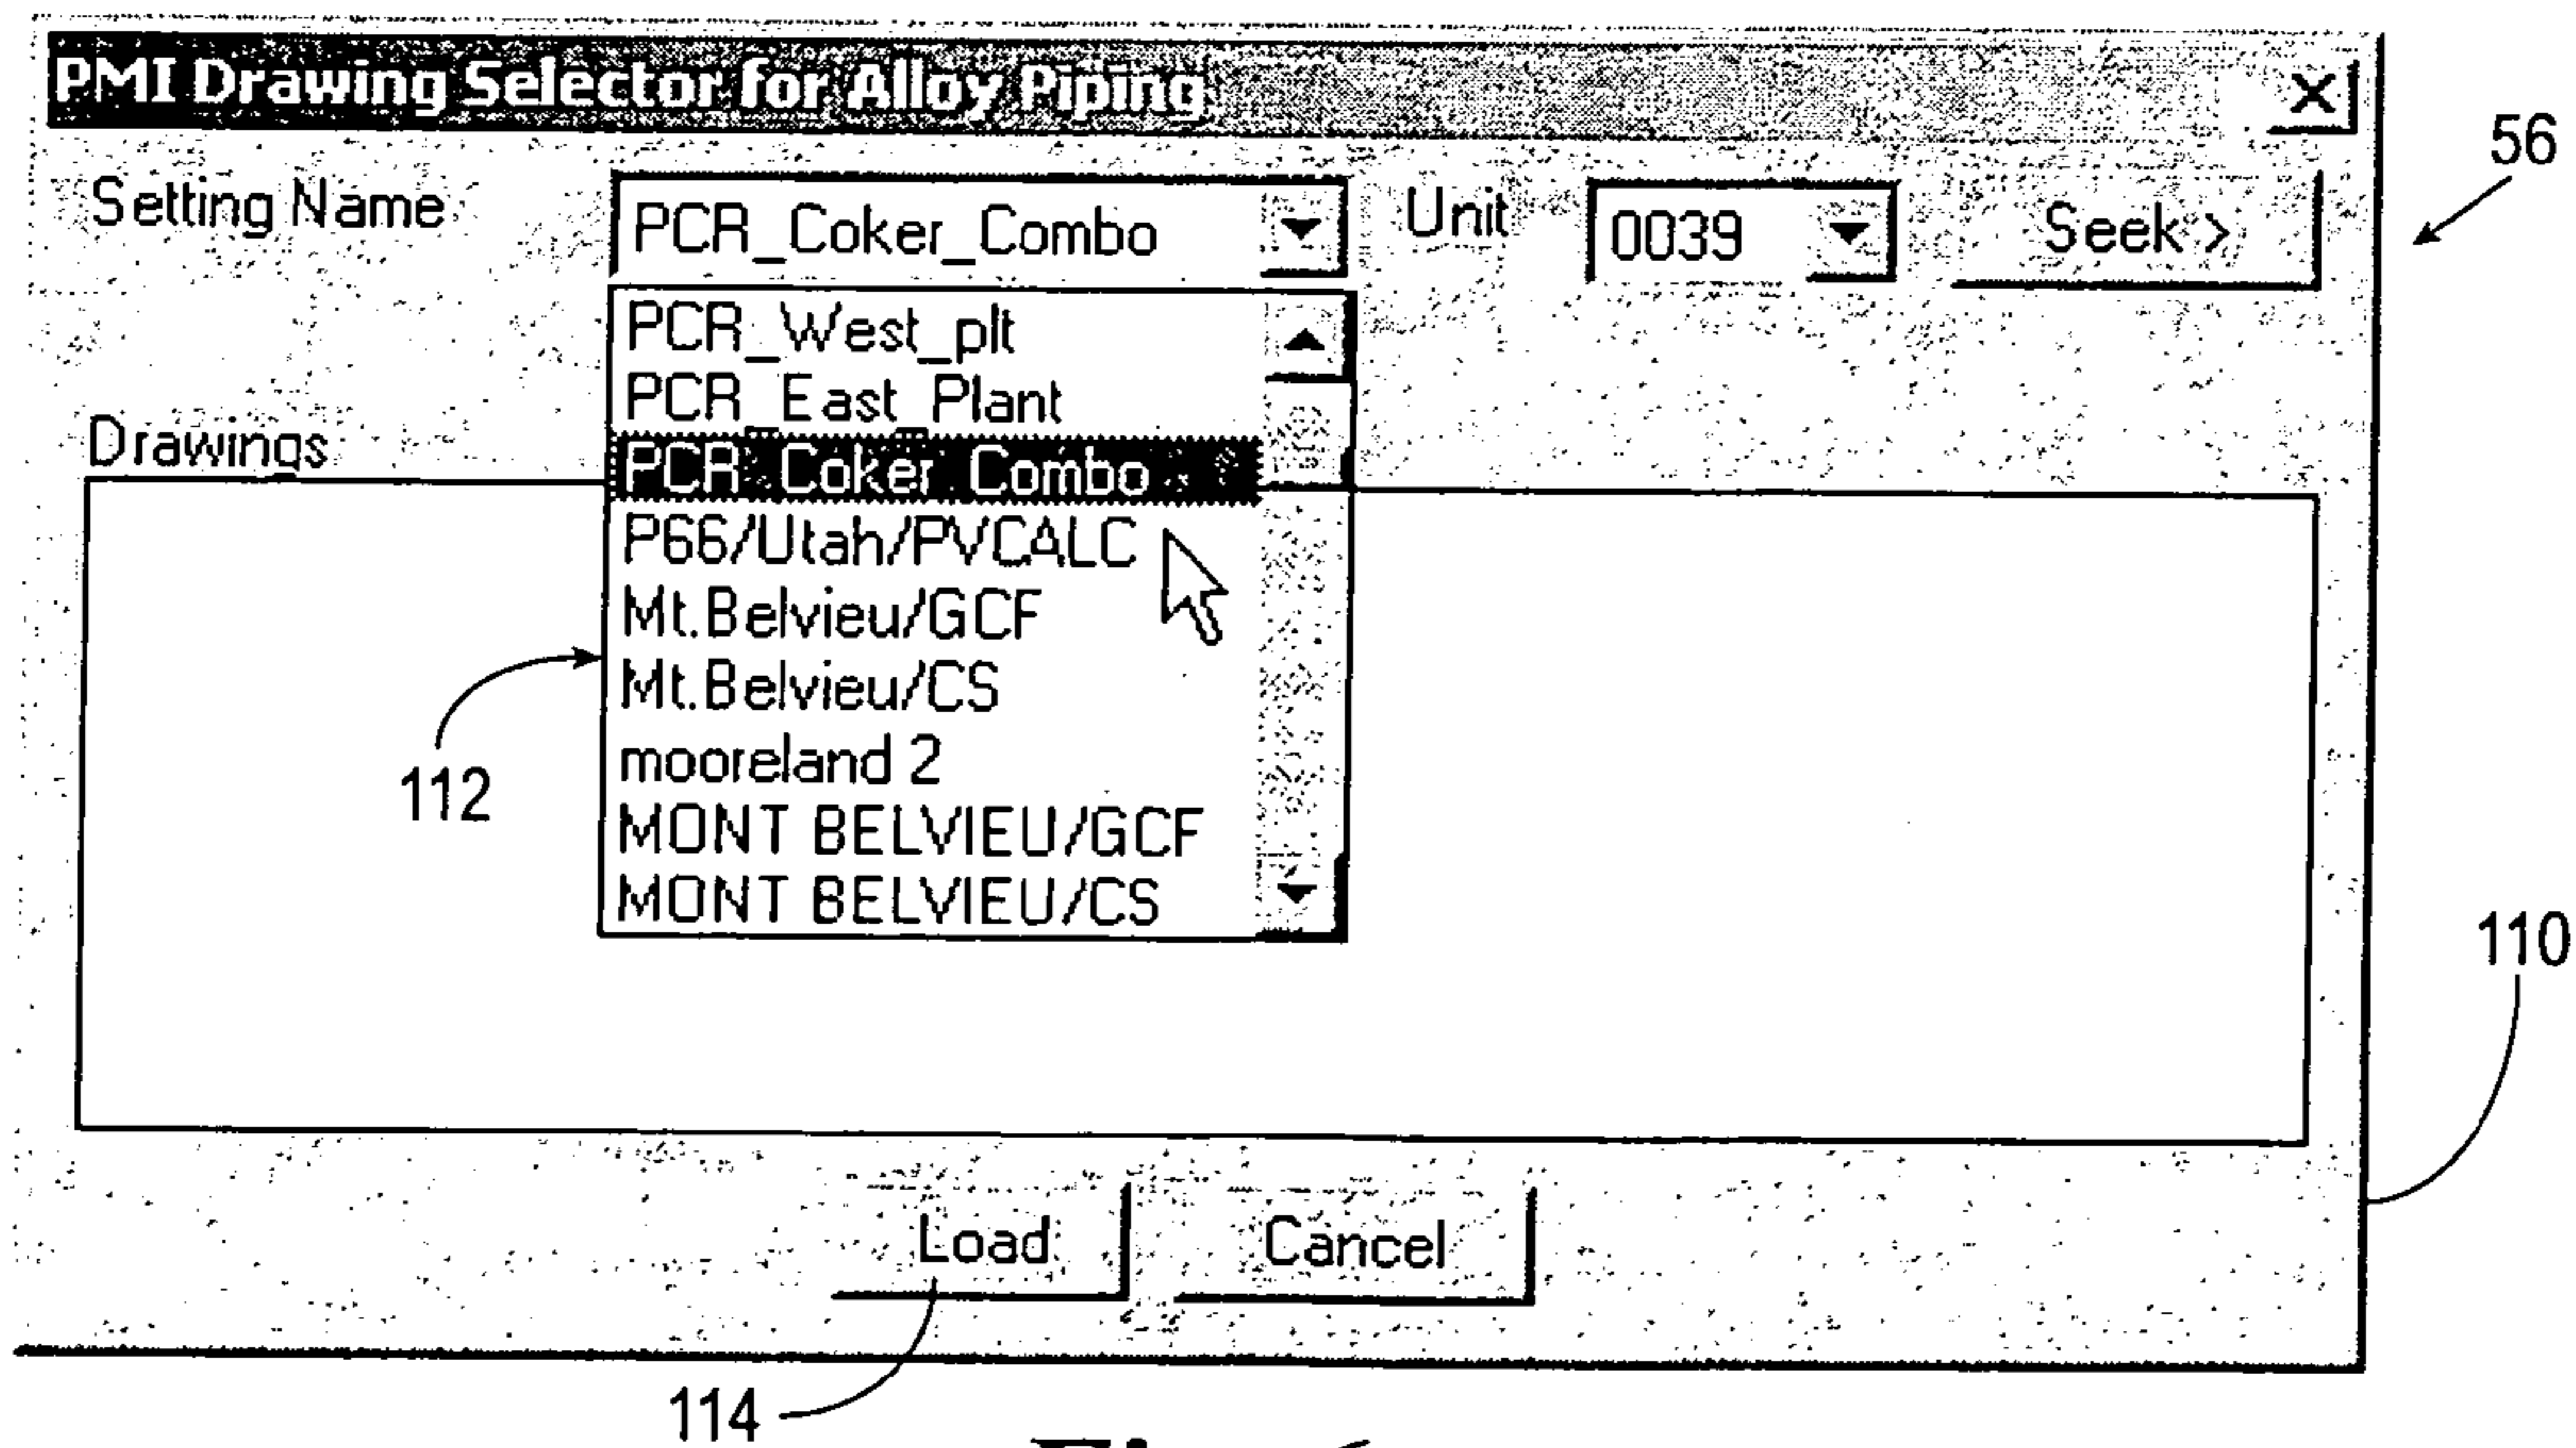 PMI Drawing Selector for Alloy Piping
56
Setting Name PCR_Coker_Combo Unit 0039 Seek >
PCR_West_plt
PCR_East_Plant
Drawings
PCR_Coker_Combo
P66/Utah/PVCALC
Mt.Belvieu/GCF
Mt.Belvieu/CS
mooreland 2
112
MONT BELVIEU/GCF
MONT BELVIEU/CS
110
Load Cancel
114